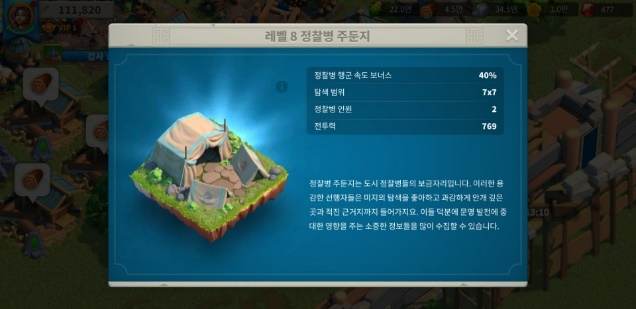 111,820
VIP 1
22.0만
4.5만
34.5만
1.0만
477
레벨 8 정찰병 주둔지
정찰병 행군 속도 보너스 40%
탐색 범위 7x7
정찰병 인원 2
전투력 769
정찰병 주둔지는 도시 정찰병들의 보금자리입니다. 이러한 용
감한 선행자들은 미지의 탐색을 좋아하고 과감하게 안개 깊은
곳과 적진 근거지까지 들어가지요. 이들 덕분에 문명 발전에 중
대한 영향을 주는 소중한 정보들을 많이 수집할 수 있습니다.